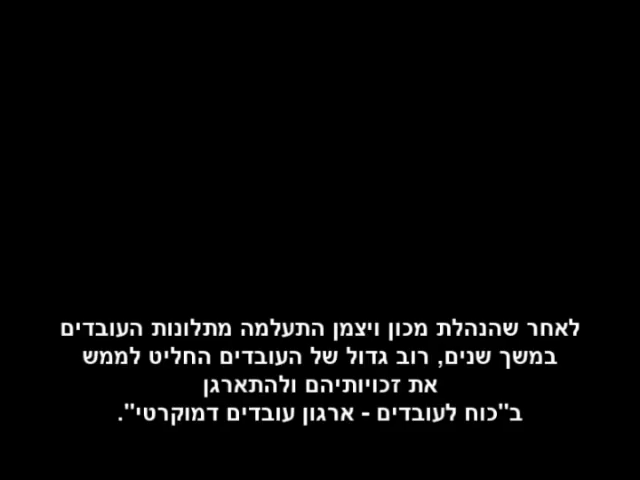 לאחר שהנהלת מכון ויצמן התעלמה מתלונות העובדים
במשך שנים, רוב גדול של העובדים החליט לממש
את זכויותיהם ולהתארגן
ב"כוח לעובדים - ארגון עובדים דמוקרטי".